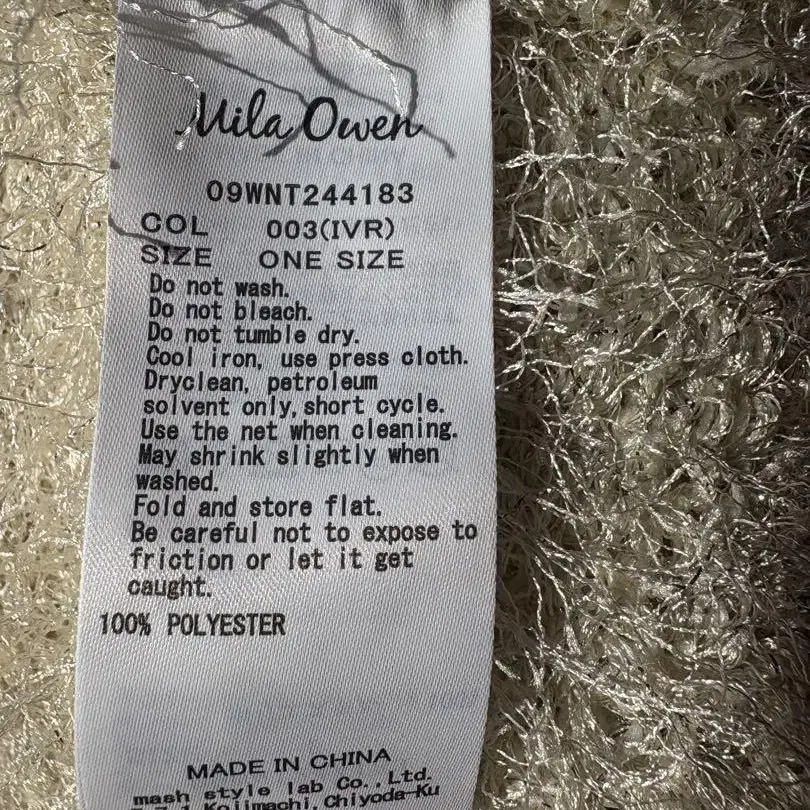 Mila Owen
09WNT244183
COL 003(IVR)
SIZE ONE SIZE
Do not wash.
Do not bleach.
Do not tumble dry.
Cool iron, use press cloth.
Dryclean, petroleum
solvent only, short cycle.
Use the net when cleaning.
May shrink slightly when
washed.
Fold and store flat.
Be careful not to expose to
friction or let it get
caught.
100% POLYESTER
MADE IN CHINA
mash style lab Co., Ltd.
Kojimachi, Chiyoda-Ku